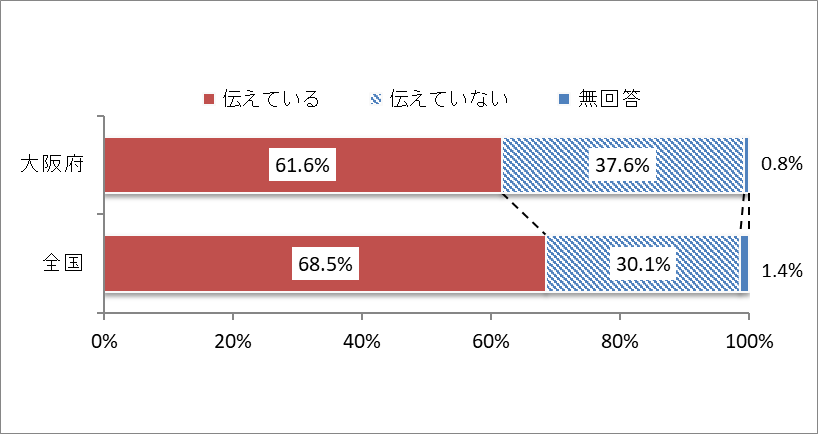 伝えている 伝えていない 無回答
大阪府 61.6% 37.6% 0.8%
全国 68.5% 30.1% 1.4%
0% 20% 40% 60% 80% 100%